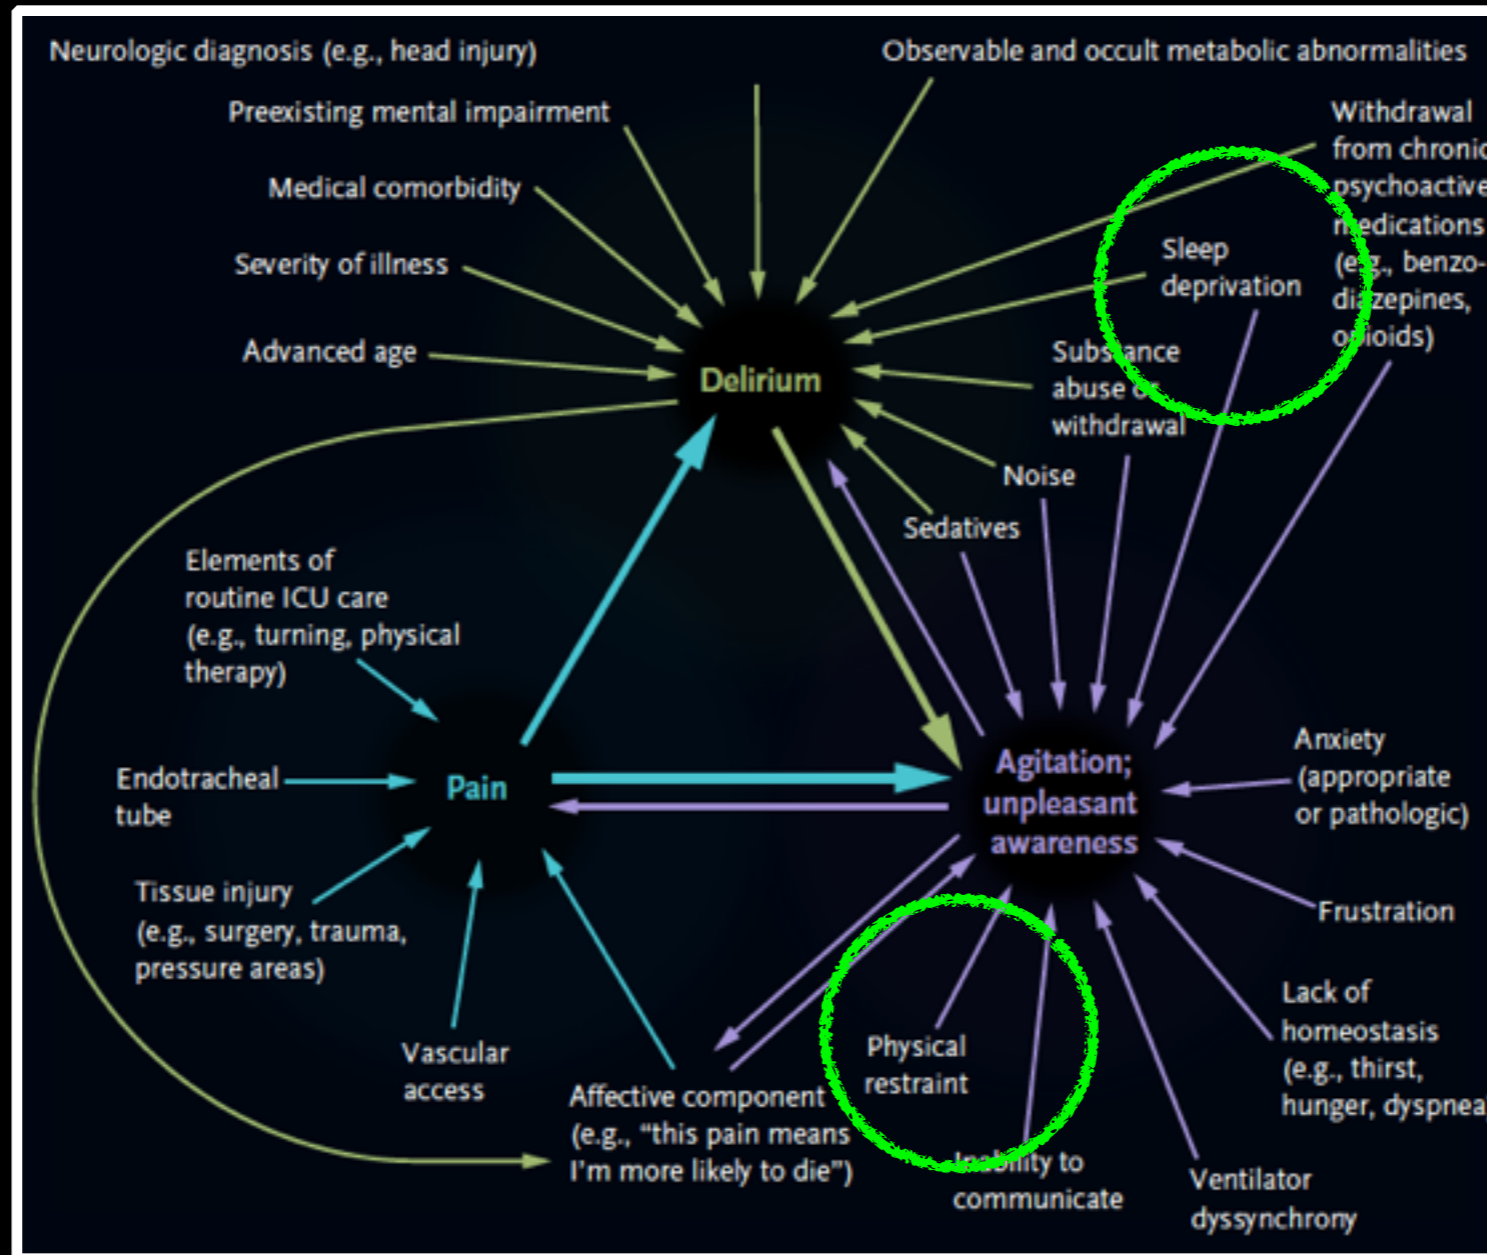 Neurologic diagnosis (e.g., head injury)
Observable and occult metabolic abnormalities
Preexisting mental impairment
Withdrawal
from chronic
psychoactive
medications
(e.g., benzo-
diazepines,
opioids)
Medical comorbidity
Sleep
deprivation
Severity of illness
Advanced age
Substance
abuse or
withdrawal
Delirium
Noise
Sedatives
Elements of
routine ICU care
(e.g., turning, physical
therapy)
Endotracheal
tube
Pain
Agitation;
unpleasant
awareness
Anxiety
(appropriate
or pathologic)
Tissue injury
(e.g., surgery, trauma,
pressure areas)
Frustration
Lack of
homeostasis
(e.g., thirst,
hunger, dyspnea)
Vascular
access
Physical
restraint
Affective component
(e.g., “this pain means
I’m more likely to die”)
Inability to
communicate
Ventilator
dyssynchrony